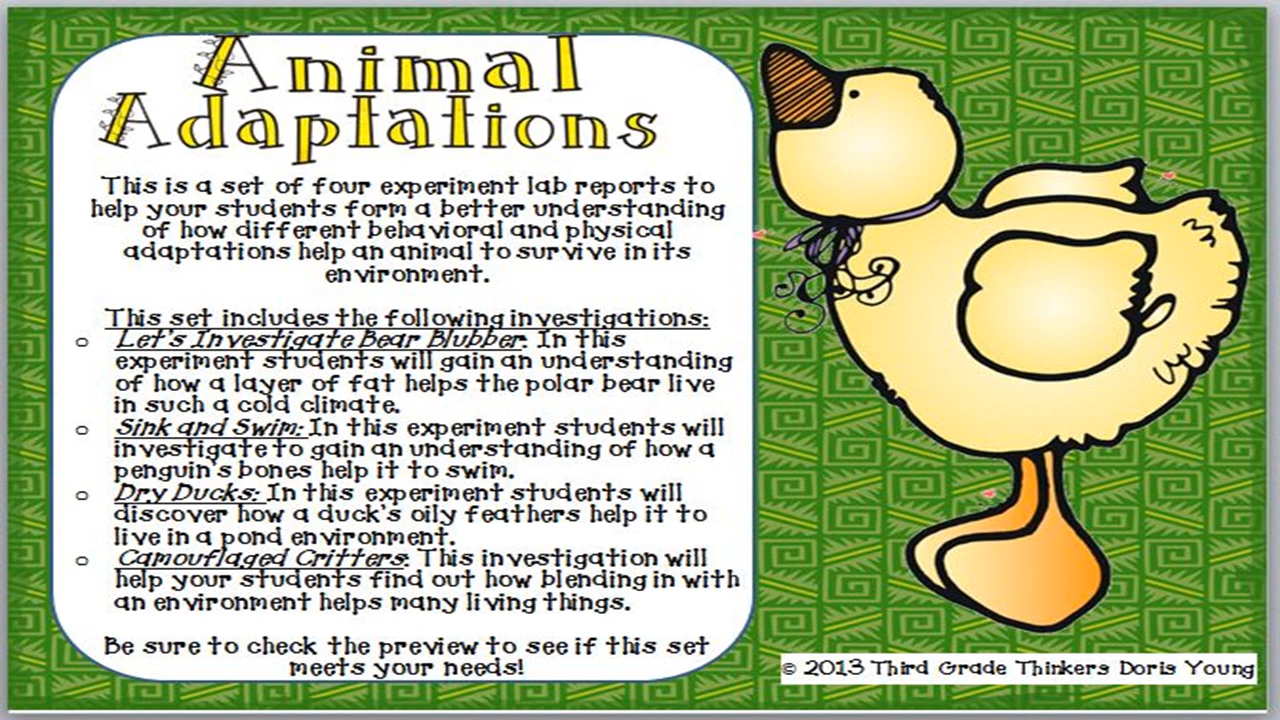 Animal
Adaptations
This is a set of four experiment lab reports to
help your students form a better understanding
of how different behavioral and physical
adaptations help an animal to survive in its
environment.
This set includes the following investigations:
o Let's Investigate Bear Blubber: In this
experiment students will gain an understanding
of how a layer of fat helps the polar bear live
in such a cold climate.
o Sink and Swim: In this experiment students will
investigate to gain an understanding of how a
penguin's bones help it to swim.
o Dry Ducks: In this experiment students will
discover how a duck's oily feathers help it to
live in a pond environment.
o Camouflaged Critters: This investigation will
help your students find out how blending in with
an environment helps many living things.
Be sure to check the preview to see if this set
meets your needs!
© 2013 Third Grade Thinkers Doris Young